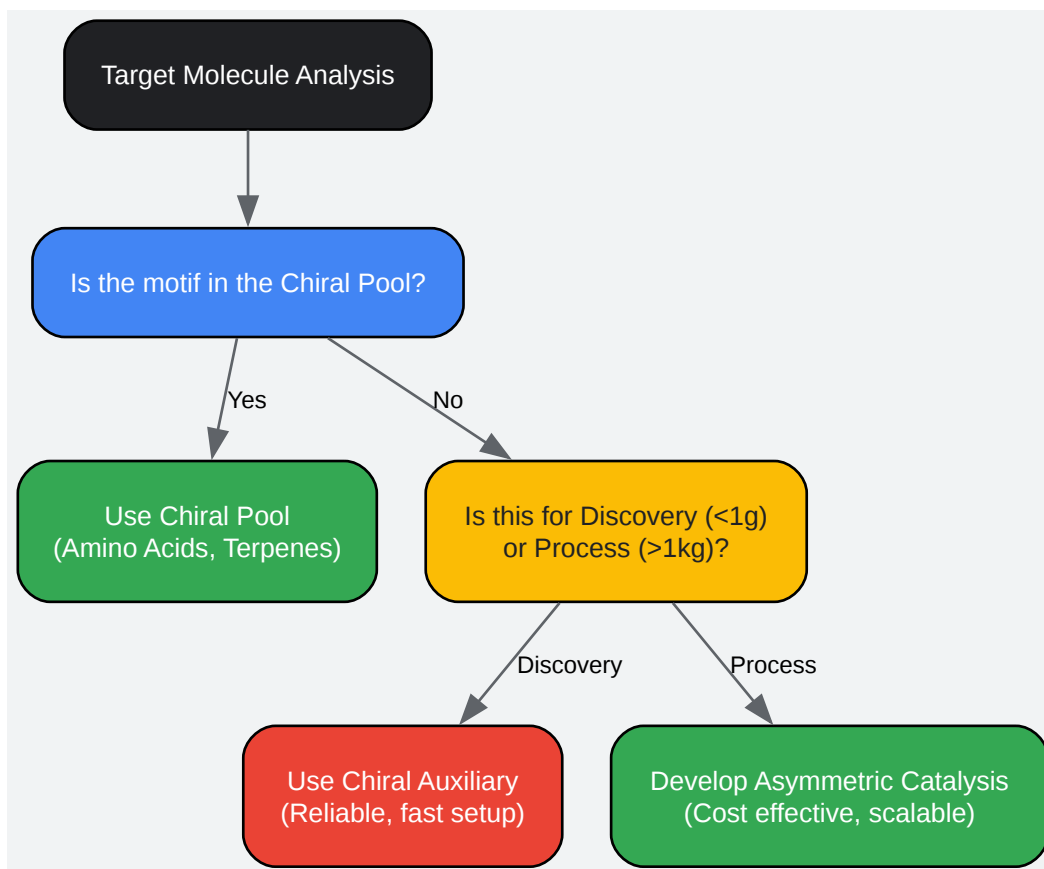 Target Molecule Analysis
Is the motif in the Chiral Pool?
Yes
No
Use Chiral Pool
(Amino Acids, Terpenes)
Is this for Discovery (<1g)
or Process (>1kg)?
Discovery
Process
Use Chiral Auxiliary
(Reliable, fast setup)
Develop Asymmetric Catalysis
(Cost effective, scalable)